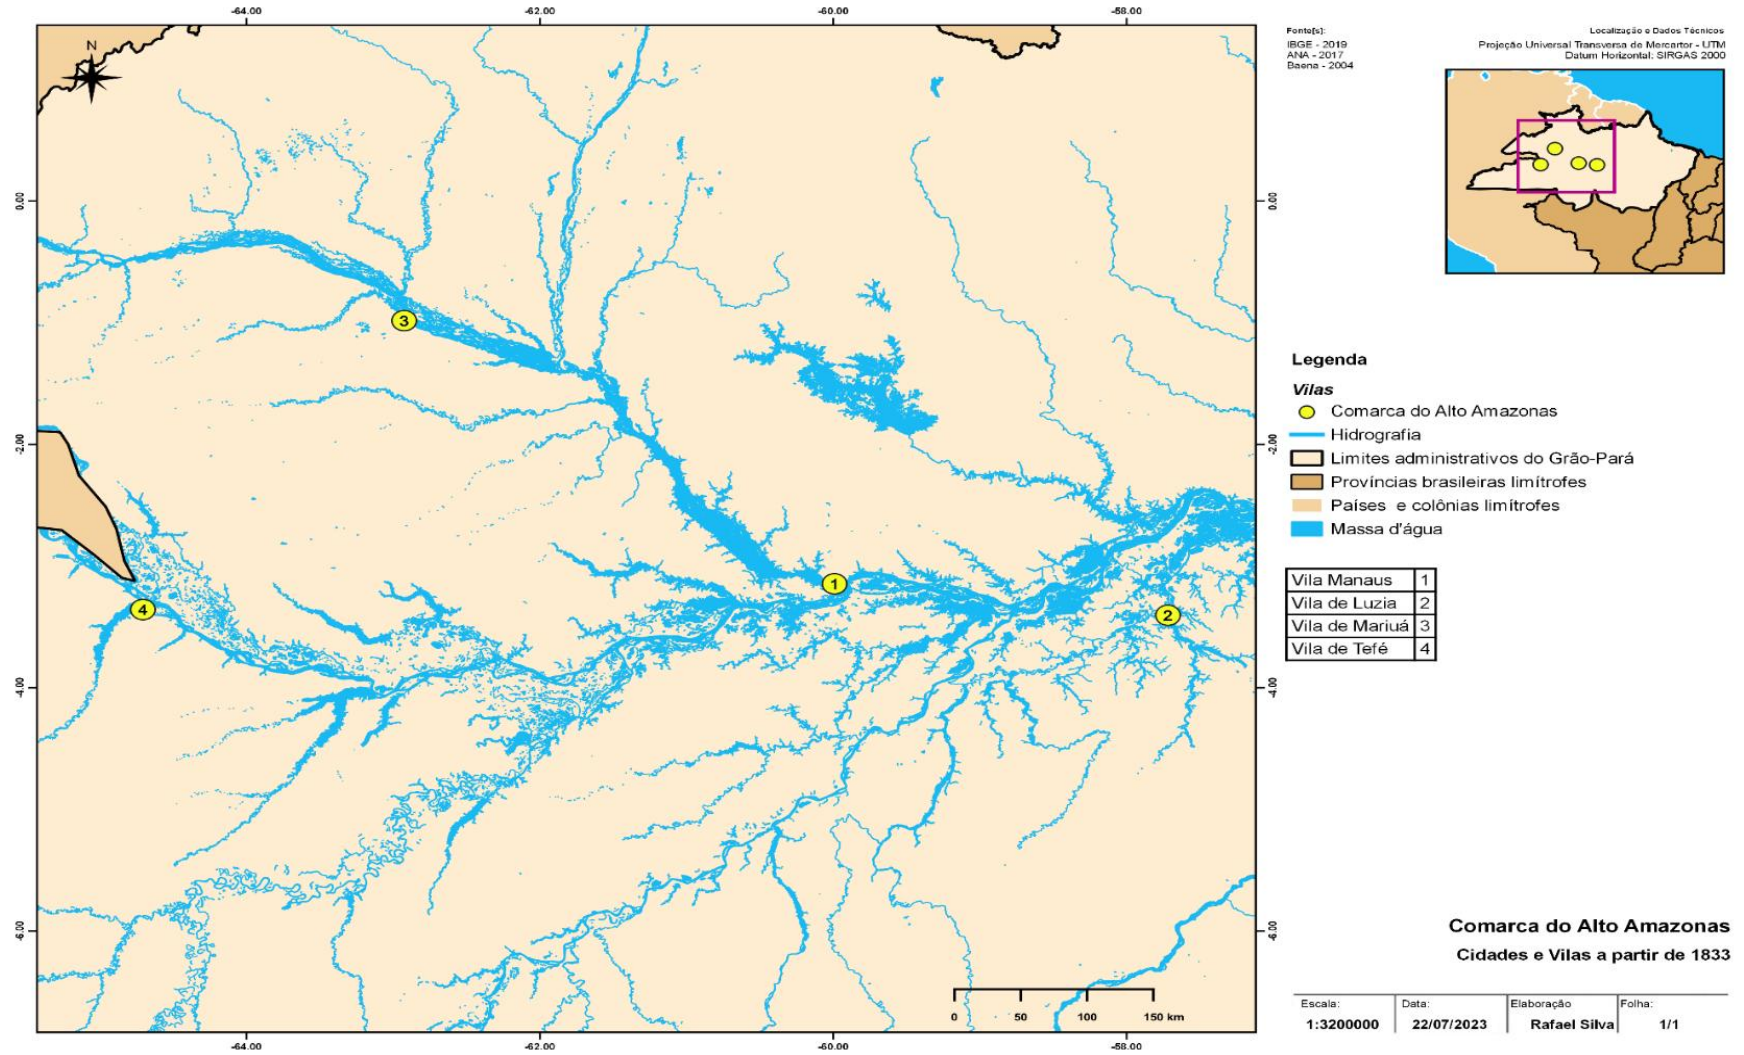 -64.00
-62.00
-60.00
-58.00
N
0.00
-2.00
-4.00
-6.00
0.00
-2.00
-4.00
-6.00
3
1
2
4
0 50 100 150 km
-64.00
-62.00
-60.00
-58.00
Fonte[s]:
IBGE - 2019
ANA - 2017
Baena - 2004
Localização e Dados Técnicos
Projeção Universal Transversa de Mercartor - UTM
Datum Horizontal: SIRGAS 2000
Legenda
Vilas
Comarca do Alto Amazonas
Hidrografia
Limites administrativos do Grão-Pará
Províncias brasileiras limítrofes
Países e colônias limítrofes
Massa d'água
Vila Manaus 1
Vila de Luzia 2
Vila de Mariuá 3
Vila de Tefé 4
Comarca do Alto Amazonas
Cidades e Vilas a partir de 1833
Escala: Data: Elaboração Folha:
1:3200000 22/07/2023 Rafael Silva 1/1